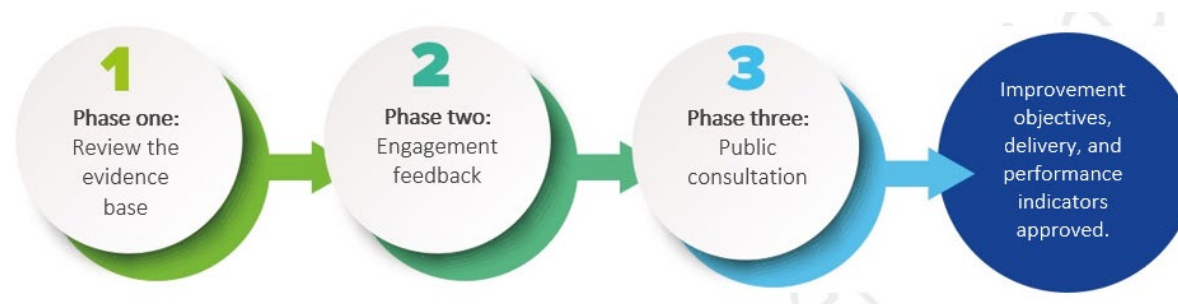 1
Phase one:
Review the
evidence
base
2
Phase two:
Engagement
feedback
3
Phase three:
Public
consultation
Improvement
objectives,
delivery, and
performance
indicators
approved.